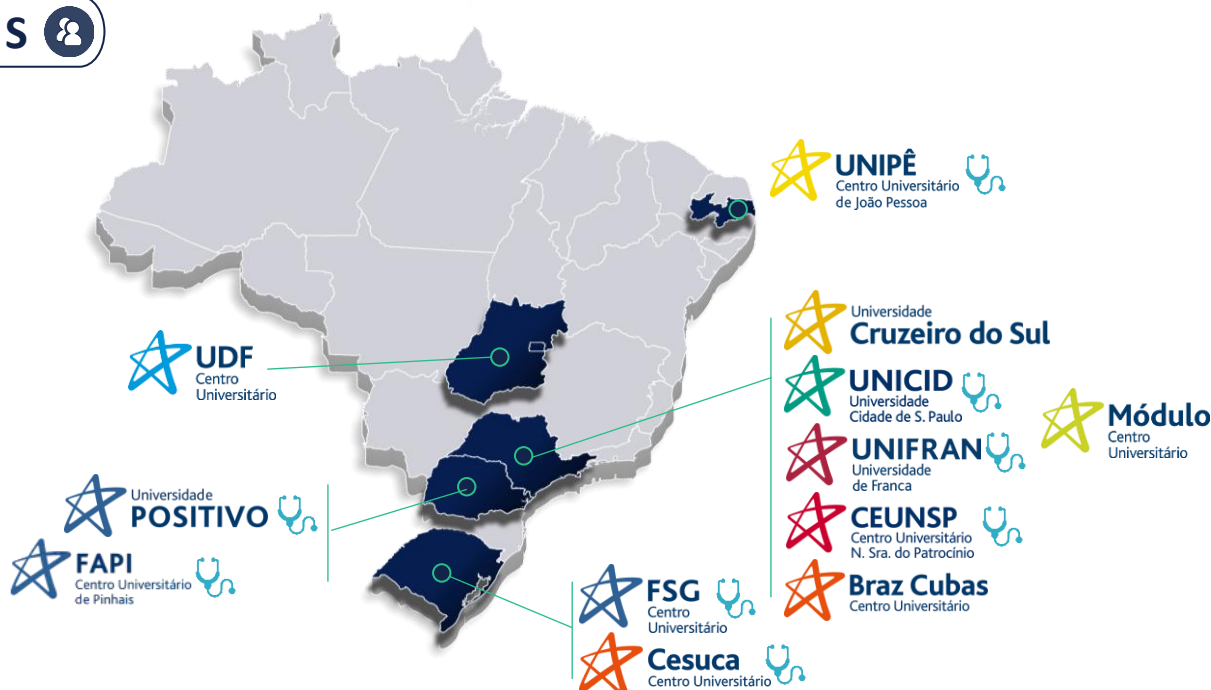 S
UNIPÊ
Centro Universitário
de João Pessoa
Universidade
Cruzeiro do Sul
UDF
Centro
Universitário
UNICID
Universidade
Cidade de S. Paulo
Módulo
Centro
Universitário
UNIFRAN
Universidade
de Franca
Universidade
POSITIVO
CEUNSP
Centro Universitário
N. Sra. do Patrocínio
FAPI
Centro Universitário
de Pinhais
FSG
Centro
Universitário
Braz Cubas
Centro Universitário
Cesuca
Centro Universitário